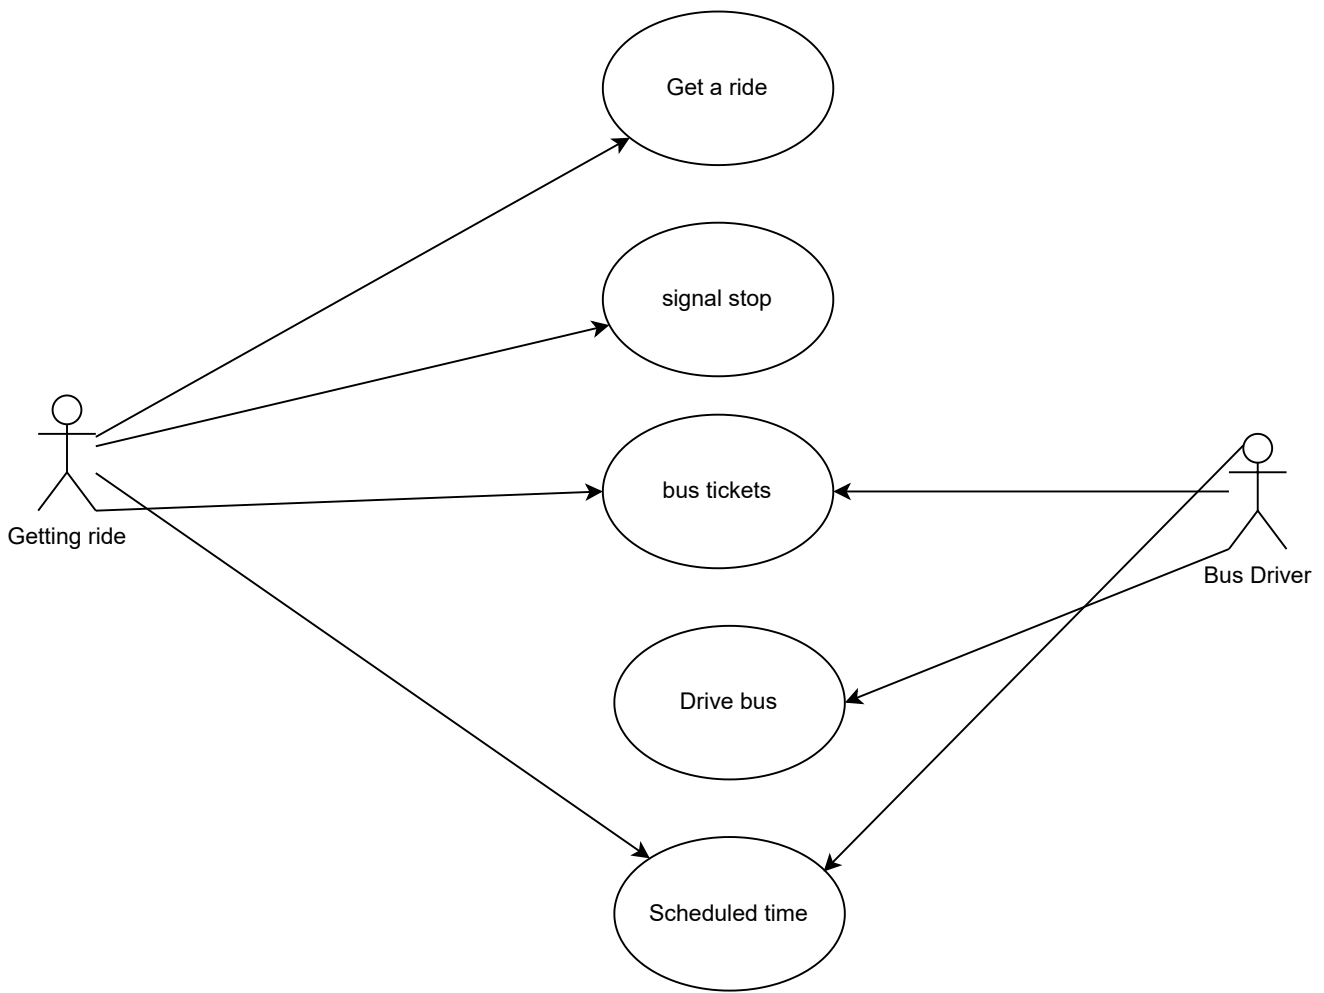 Get a ride
signal stop
bus tickets
Getting ride
Bus Driver
Drive bus
Scheduled time